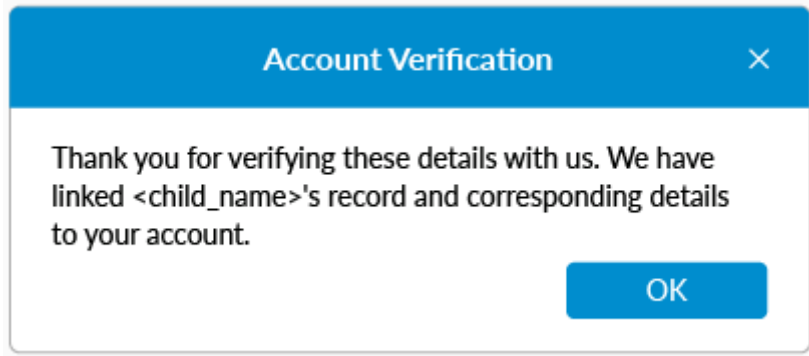 Account Verification
Thank you for verifying these details with us. We have
linked <child_name>'s record and corresponding details
to your account.
OK